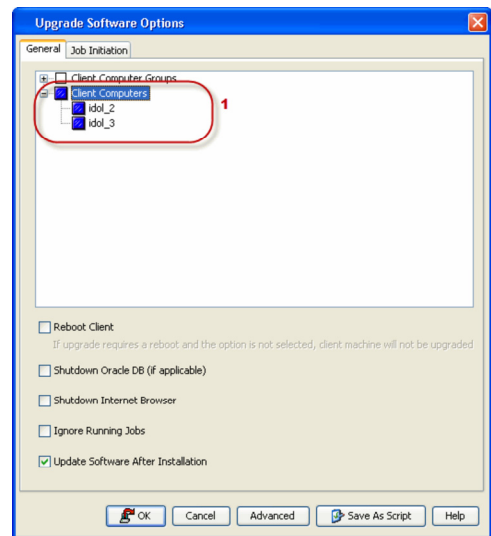 Upgrade Software Options
General Job Initiation
Client Computer Groups
Client Computers
1
idol_2
idol_3
Reboot Client
If upgrade requires a reboot and the option is not selected, client machine will not be upgraded
Shutdown Oracle DB (if applicable)
Shutdown Internet Browser
Ignore Running Jobs
Update Software After Installation
OK Cancel Advanced Save As Script Help